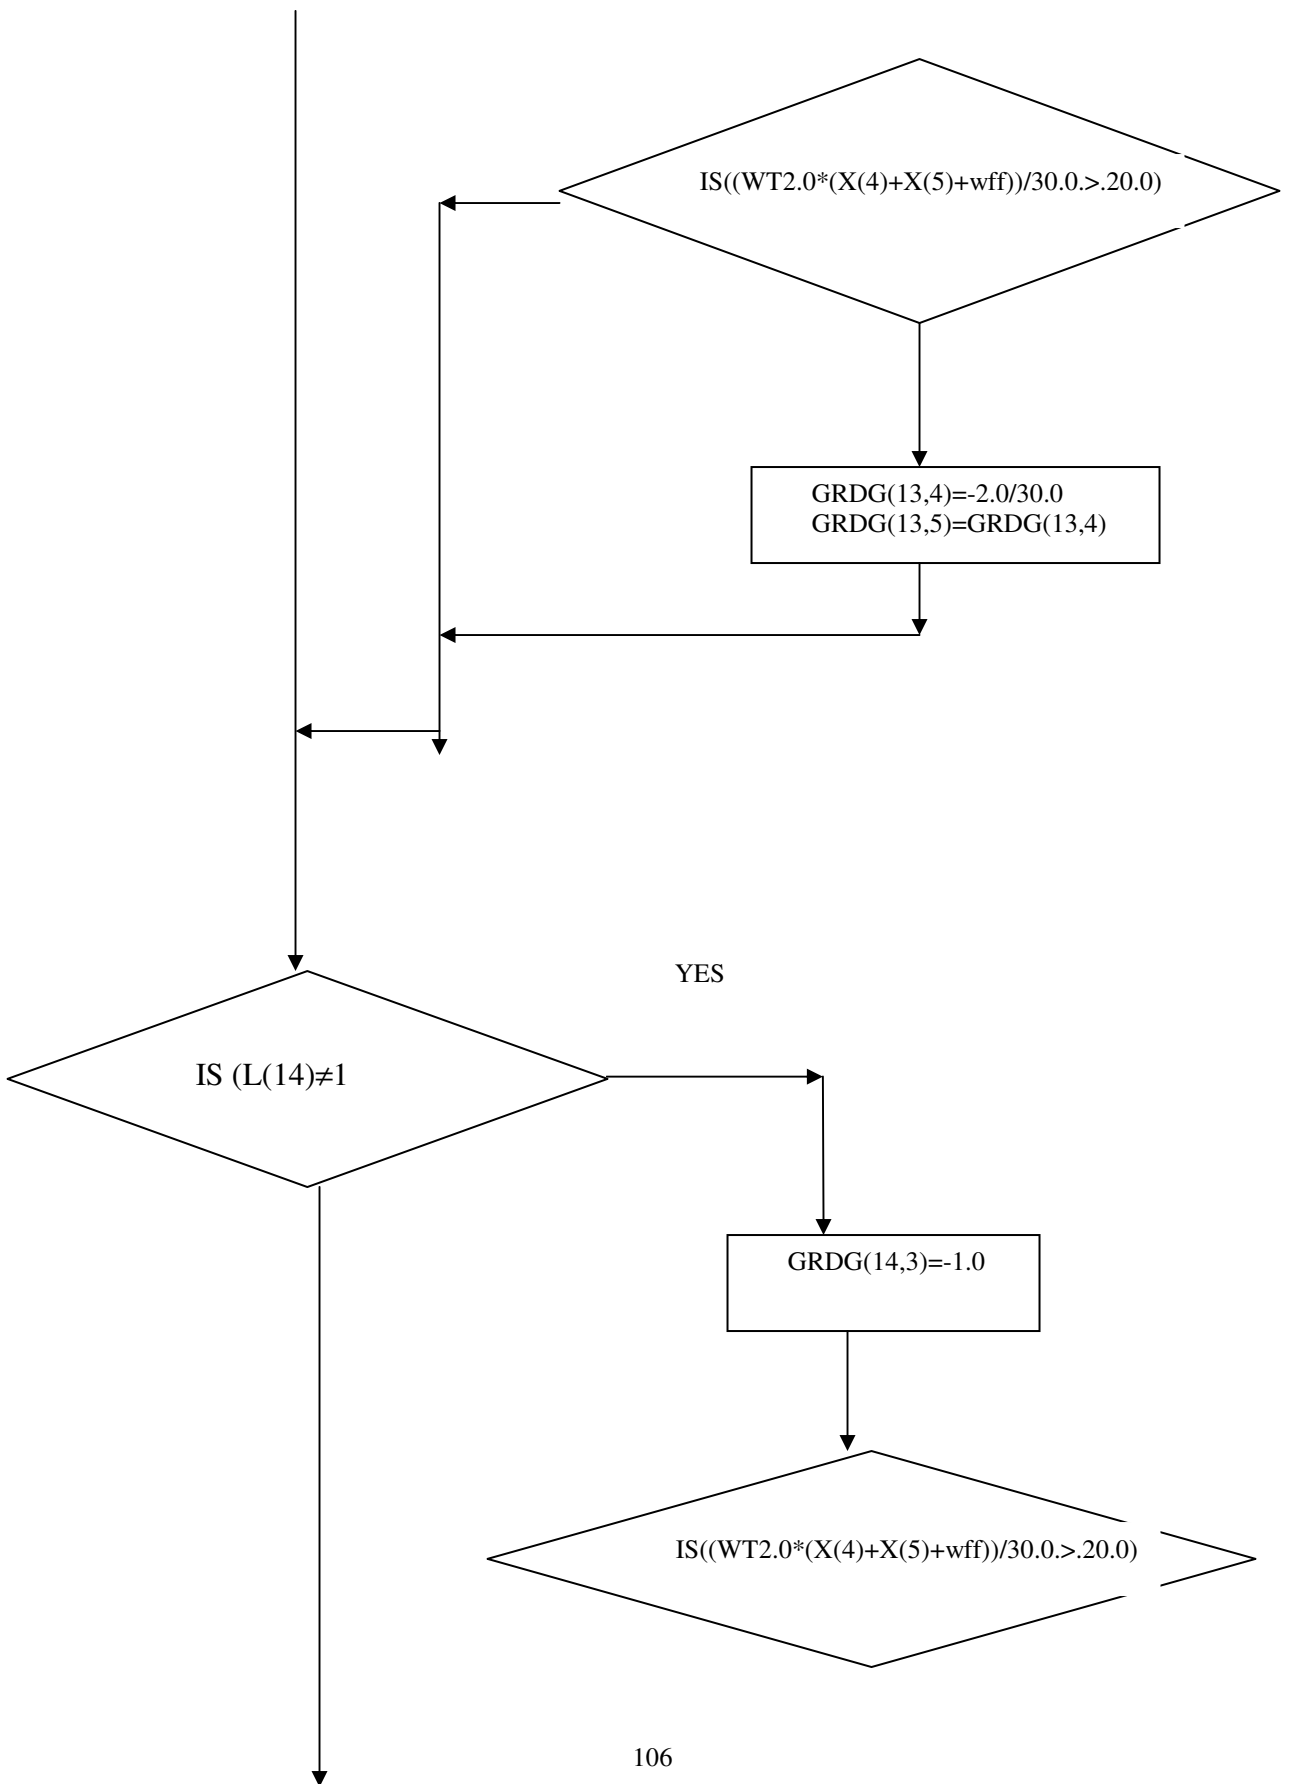 IS((WT2.0*(X(4)+X(5)+wff))/30.0.>.20.0)
GRDG(13,4)=-2.0/30.0
GRDG(13,5)=GRDG(13,4)
YES
IS (L(14)≠1
GRDG(14,3)=-1.0
IS((WT2.0*(X(4)+X(5)+wff))/30.0.>.20.0)
106